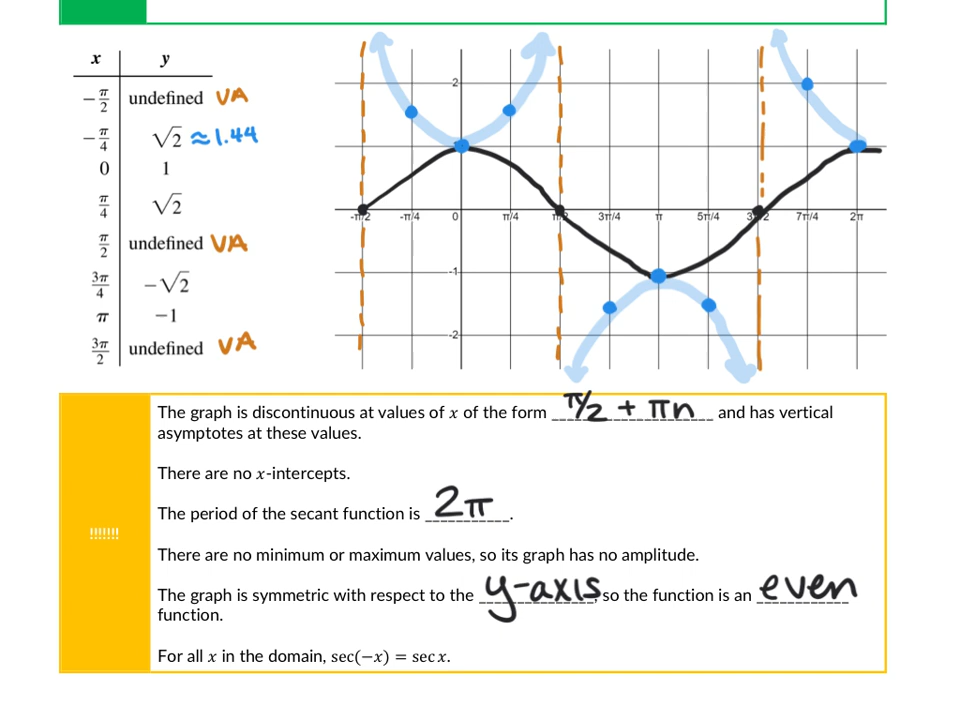 x y
-π/2 undefined VA
-π/4 √2 ≈1.44
0 1
π/4 √2
π/2 undefined VA
3π/4 -√2
π -1
3π/2 undefined VA
2
-π/2 -π/4 0 π/4 π/2 3π/4 π 5π/4 3π/2 7π/4 2π
-1
-2
The graph is discontinuous at values of x of the form π/2 + πn and has vertical
asymptotes at these values.
There are no x-intercepts.
The period of the secant function is 2π.
!!!!!!!
There are no minimum or maximum values, so its graph has no amplitude.
The graph is symmetric with respect to the y-axis, so the function is an even
function.
For all x in the domain, sec(−x) = sec x.